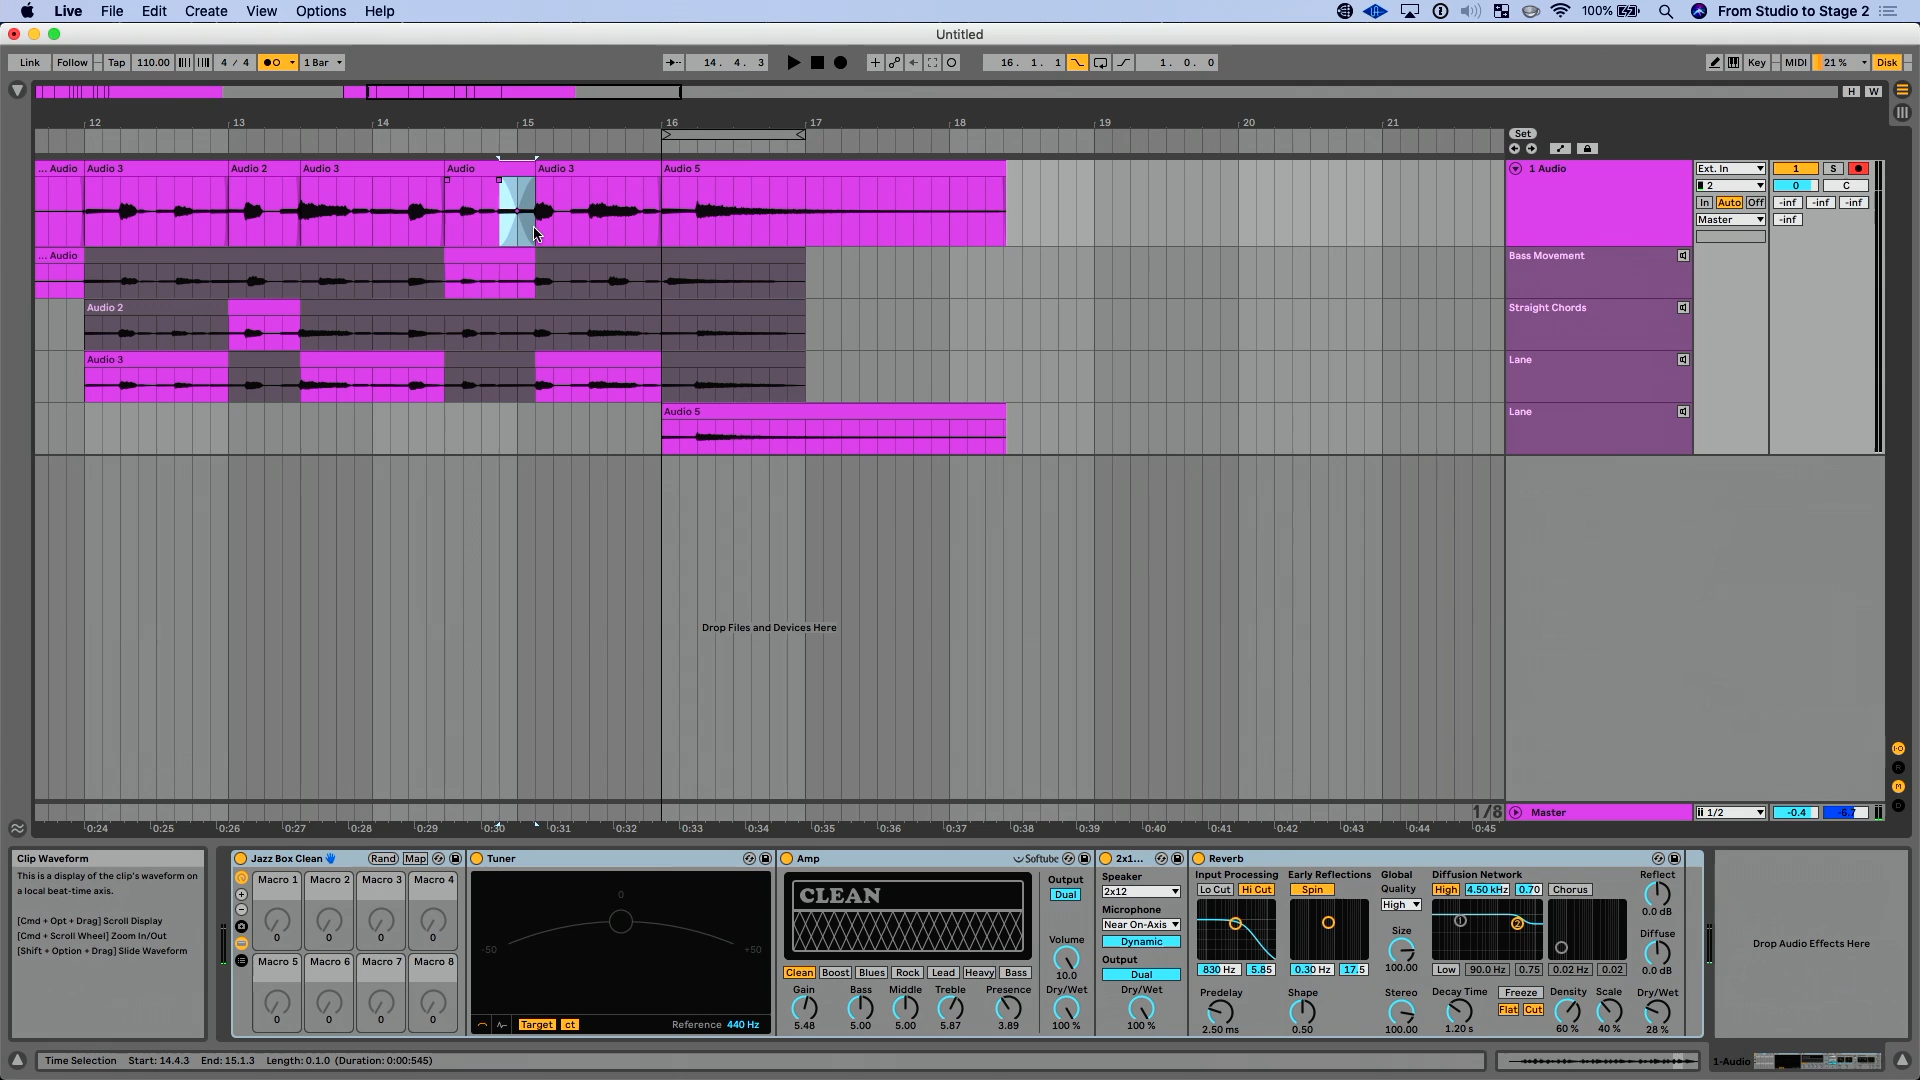 Live File Edit Create View Options Help 100% From Studio to Stage 2
Untitled
Link Follow Tap 110.00 4 / 4 1 Bar 14. 4. 3 16. 1. 1 1. 0. 0 Key MIDI 21 % Disk
H W
12 13 14 15 16 17 18 19 20 21
Set
... Audio Audio 3 Audio 2 Audio 3 Audio Audio 3 Audio 5 1 Audio Ext. In 1 S
2 0 C
In Auto Off -inf -inf -inf
Master -inf
... Audio Bass Movement
Audio 2 Straight Chords
Audio 3 Lane
Audio 5 Lane
Drop Files and Devices Here
1/8 Master 1/2 -0.4 -6.7
0:24 0:25 0:26 0:27 0:28 0:29 0:30 0:31 0:32 0:33 0:34 0:35 0:36 0:37 0:38 0:39 0:40 0:41 0:42 0:43 0:44 0:45
Clip Waveform
This is a display of the clip's waveform on
a local beat-time axis.
[Cmd + Opt + Drag] Scroll Display
[Cmd + Scroll Wheel] Zoom In/Out
[Shift + Option + Drag] Slide Waveform
Jazz Box Clean Rand Map
Macro 1 Macro 2 Macro 3 Macro 4
0 0 0 0
Macro 5 Macro 6 Macro 7 Macro 8
0 0 0 0
Tuner
0
-50 +50
Target ct Reference 440 Hz
Amp Softube
CLEAN
Clean Boost Blues Rock Lead Heavy Bass
Gain Bass Middle Treble Presence
5.48 5.00 5.00 5.87 3.89
Output
Dual
Volume
10.0
Dry/Wet
100 %
2x1...
Speaker
2x12
Microphone
Near On-Axis
Dynamic
Output
Dual
Dry/Wet
100 %
Reverb
Input Processing
Lo Cut Hi Cut
830 Hz 5.85
Predelay
2.50 ms
Early Reflections
Spin
0.30 Hz 17.5
Shape
0.50
Global
Quality
High
Size
100.00
Stereo
100.00
Diffusion Network
High 4.50 kHz 0.70 Chorus
1 2
Low 90.0 Hz 0.75 0.02 Hz 0.02
Decay Time Freeze Density Scale
1.20 s Flat Cut 60 % 40 %
Reflect
0.0 dB
Diffuse
0.0 dB
Dry/Wet
28 %
Drop Audio Effects Here
Time Selection Start: 14.4.3 End: 15.1.3 Length: 0.1.0 (Duration: 0:00:545)
1-Audio